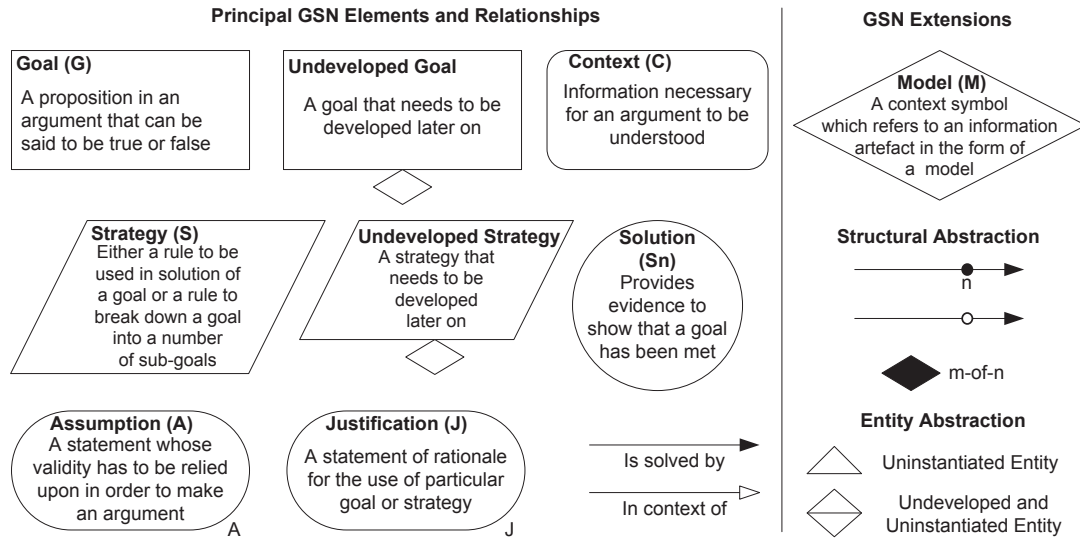 Principal GSN Elements and Relationships
Goal (G)
A proposition in an
argument that can be
said to be true or false
Undeveloped Goal
A goal that needs to be
developed later on
Context (C)
Information necessary
for an argument to be
understood
Strategy (S)
Either a rule to be
used in solution of
a goal or a rule to
break down a goal
into a number
of sub-goals
Undeveloped Strategy
A strategy that
needs to be
developed
later on
Solution
(Sn)
Provides
evidence to
show that a goal
has been met
Assumption (A)
A statement whose
validity has to be relied
upon in order to make
an argument
A
Justification (J)
A statement of rationale
for the use of particular
goal or strategy
J
Is solved by
In context of
GSN Extensions
Model (M)
A context symbol
which refers to an information
artefact in the form of
a model
Structural Abstraction
n
m-of-n
Entity Abstraction
Uninstantiated Entity
Undeveloped and
Uninstantiated Entity